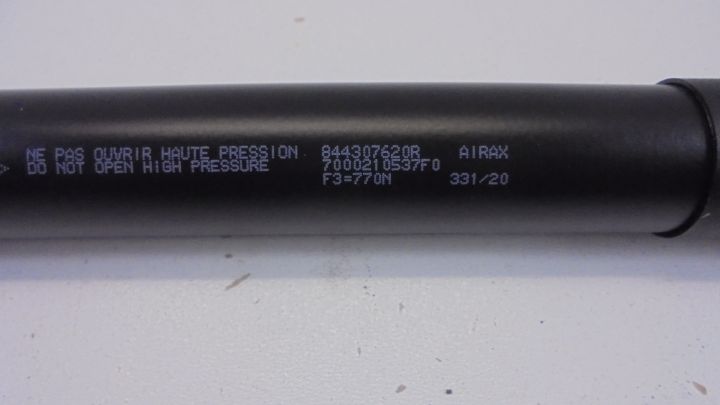 NE PAS OUVRIR HAUTE PRESSION 844307620R AIRAX
DO NOT OPEN HIGH PRESSURE 7000210537F0
F3=770N 331/20